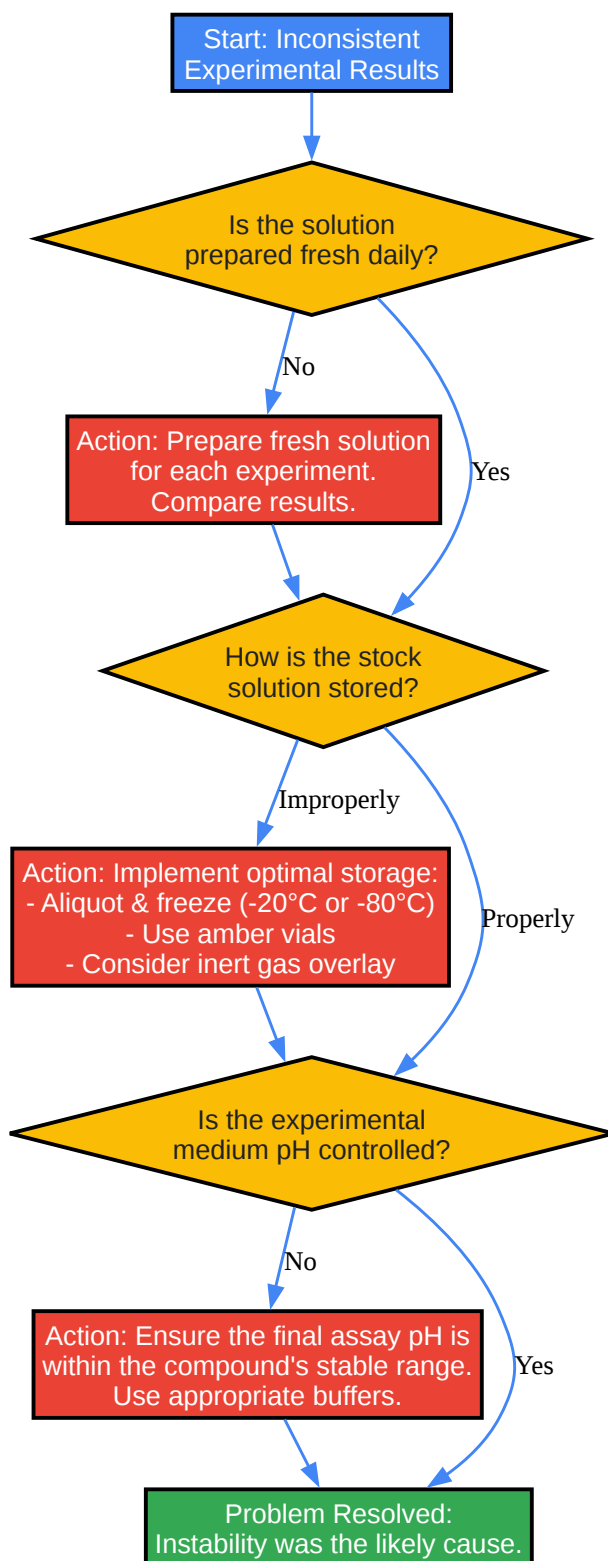 Start: Inconsistent
Experimental Results
Is the solution
prepared fresh daily?
No
Yes
Action: Prepare fresh solution
for each experiment.
Compare results.
How is the stock
solution stored?
Improperly
Properly
Action: Implement optimal storage:
- Aliquot & freeze (-20°C or -80°C)
- Use amber vials
- Consider inert gas overlay
Is the experimental
medium pH controlled?
No
Yes
Action: Ensure the final assay pH is
within the compound's stable range.
Use appropriate buffers.
Problem Resolved:
Instability was the likely cause.